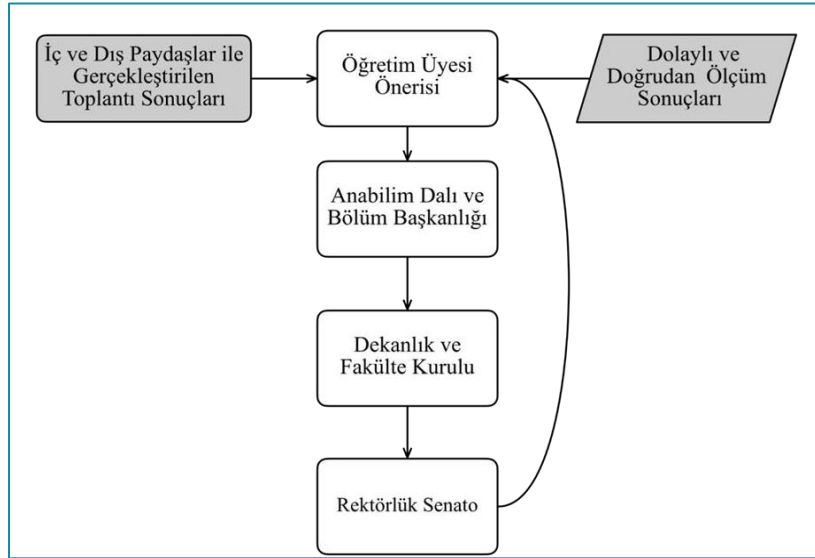 İç ve Dış Paydaşlar ile
Gerçekleştirilen
Toplantı Sonuçları
Öğretim Üyesi
Önerisi
Dolaylı ve
Doğrudan Ölçüm
Sonuçları
Anabilim Dalı ve
Bölüm Başkanlığı
Dekanlık ve
Fakülte Kurulu
Rektörlük Senato